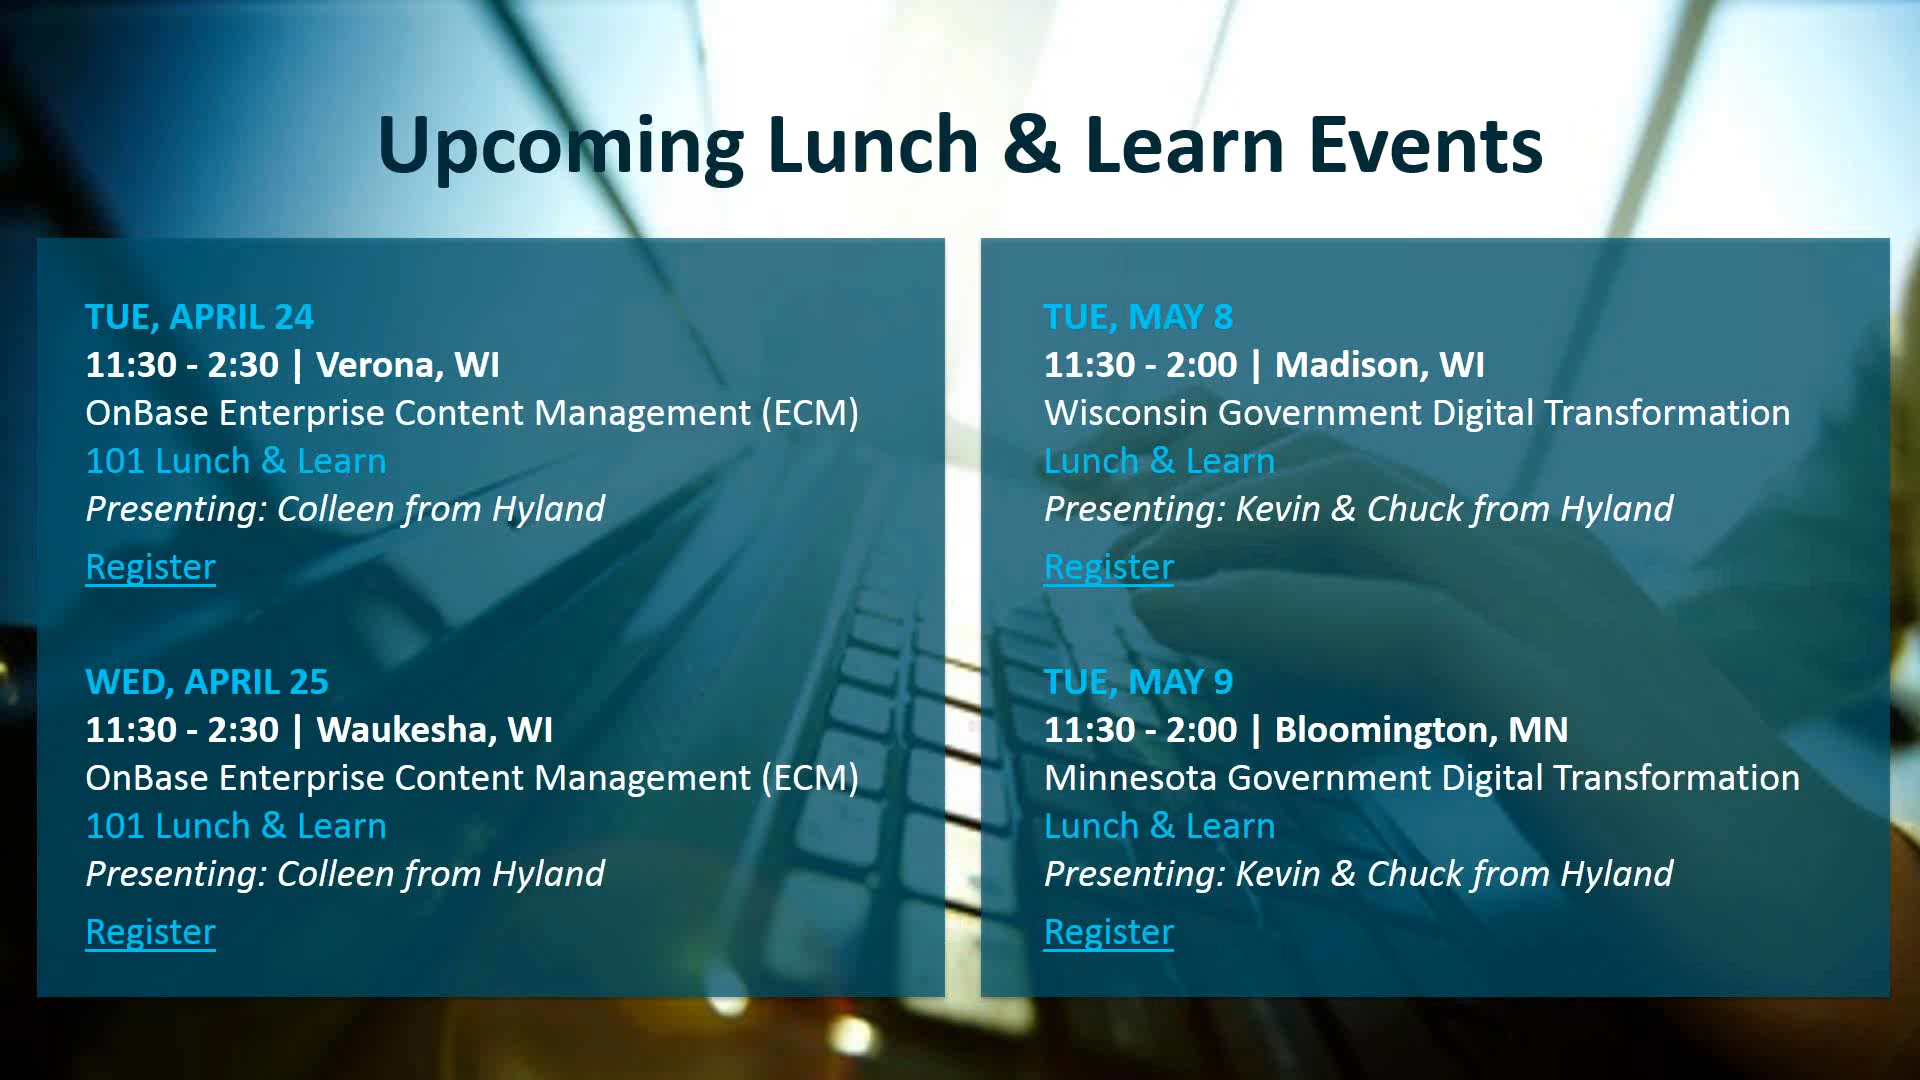 Upcoming Lunch & Learn Events
TUE, APRIL 24
11:30 - 2:30 | Verona, WI
OnBase Enterprise Content Management (ECM)
101 Lunch & Learn
Presenting: Colleen from Hyland
Register
WED, APRIL 25
11:30 - 2:30 | Waukesha, WI
OnBase Enterprise Content Management (ECM)
101 Lunch & Learn
Presenting: Colleen from Hyland
Register
TUE, MAY 8
11:30 - 2:00 | Madison, WI
Wisconsin Government Digital Transformation
Lunch & Learn
Presenting: Kevin & Chuck from Hyland
Register
TUE, MAY 9
11:30 - 2:00 | Bloomington, MN
Minnesota Government Digital Transformation
Lunch & Learn
Presenting: Kevin & Chuck from Hyland
Register